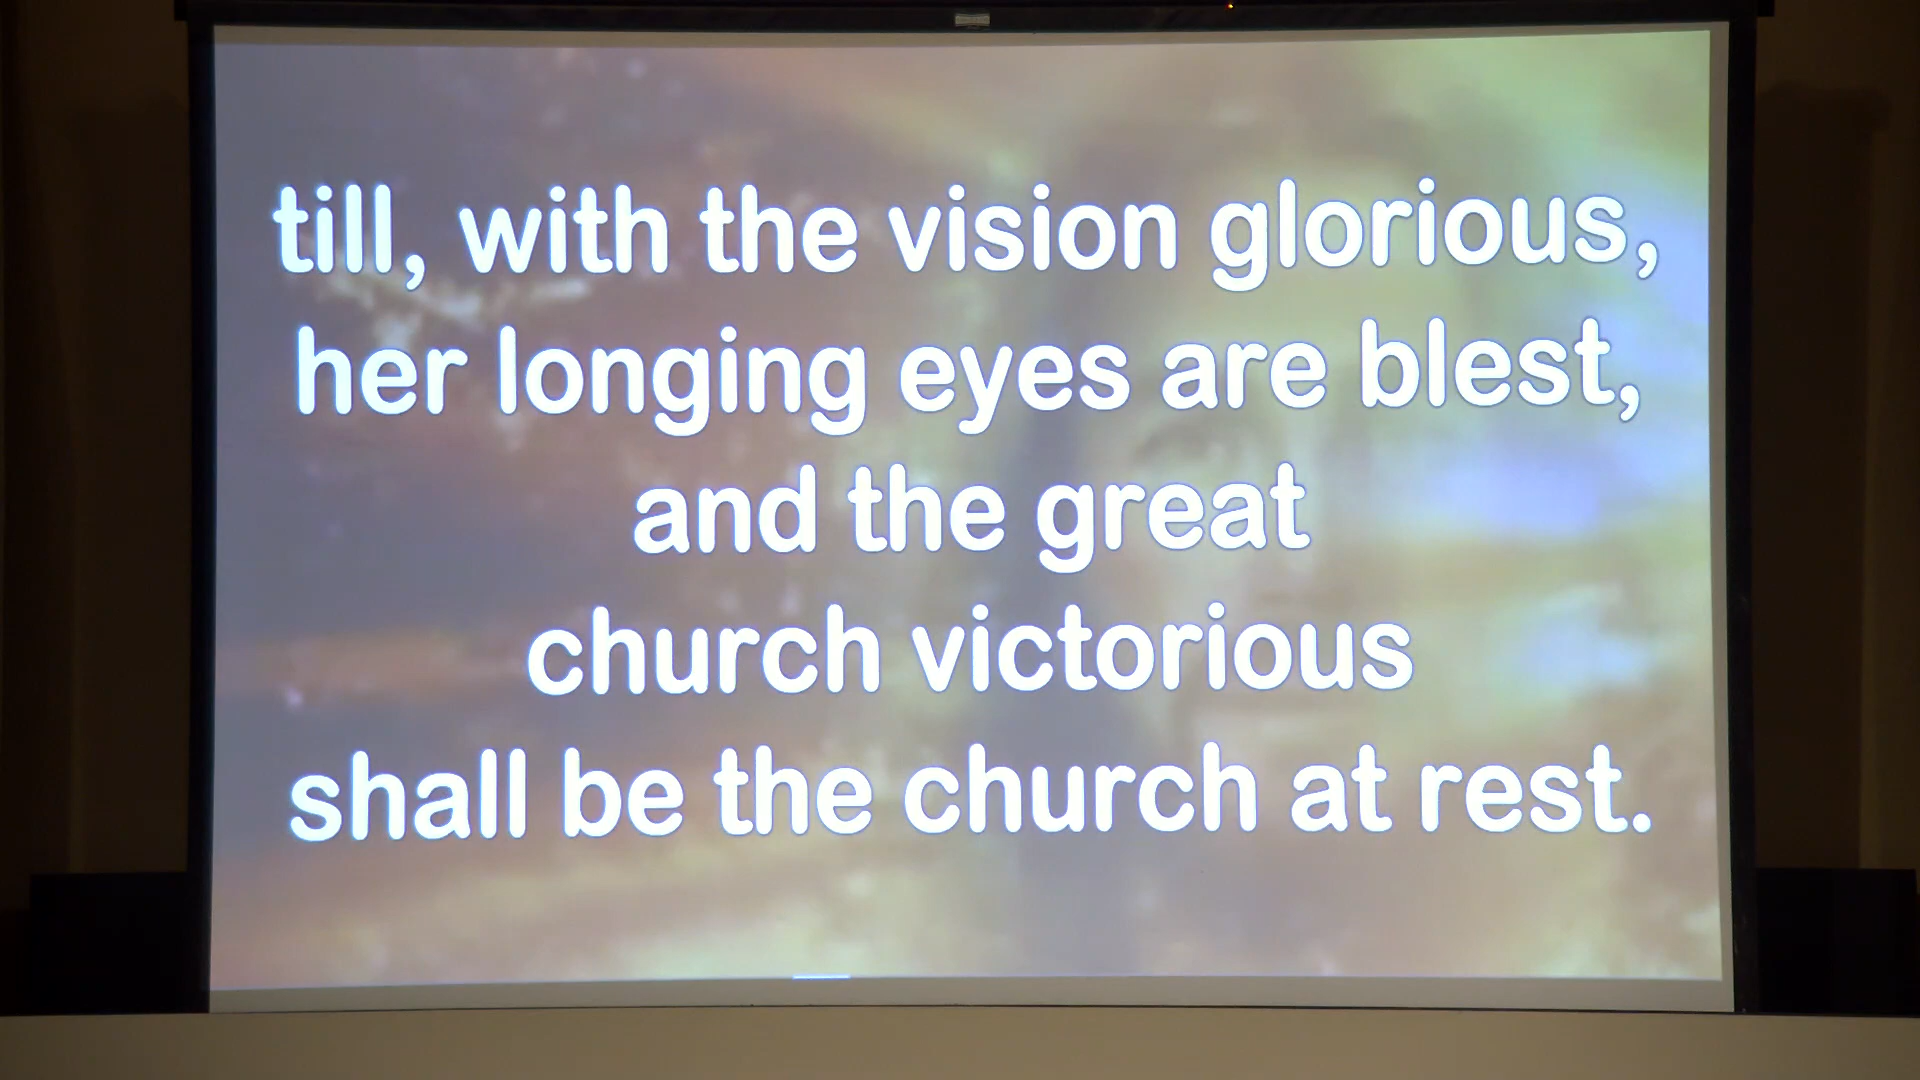 till, with the vision glorious,
her longing eyes are blest,
and the great
church victorious
shall be the church at rest.